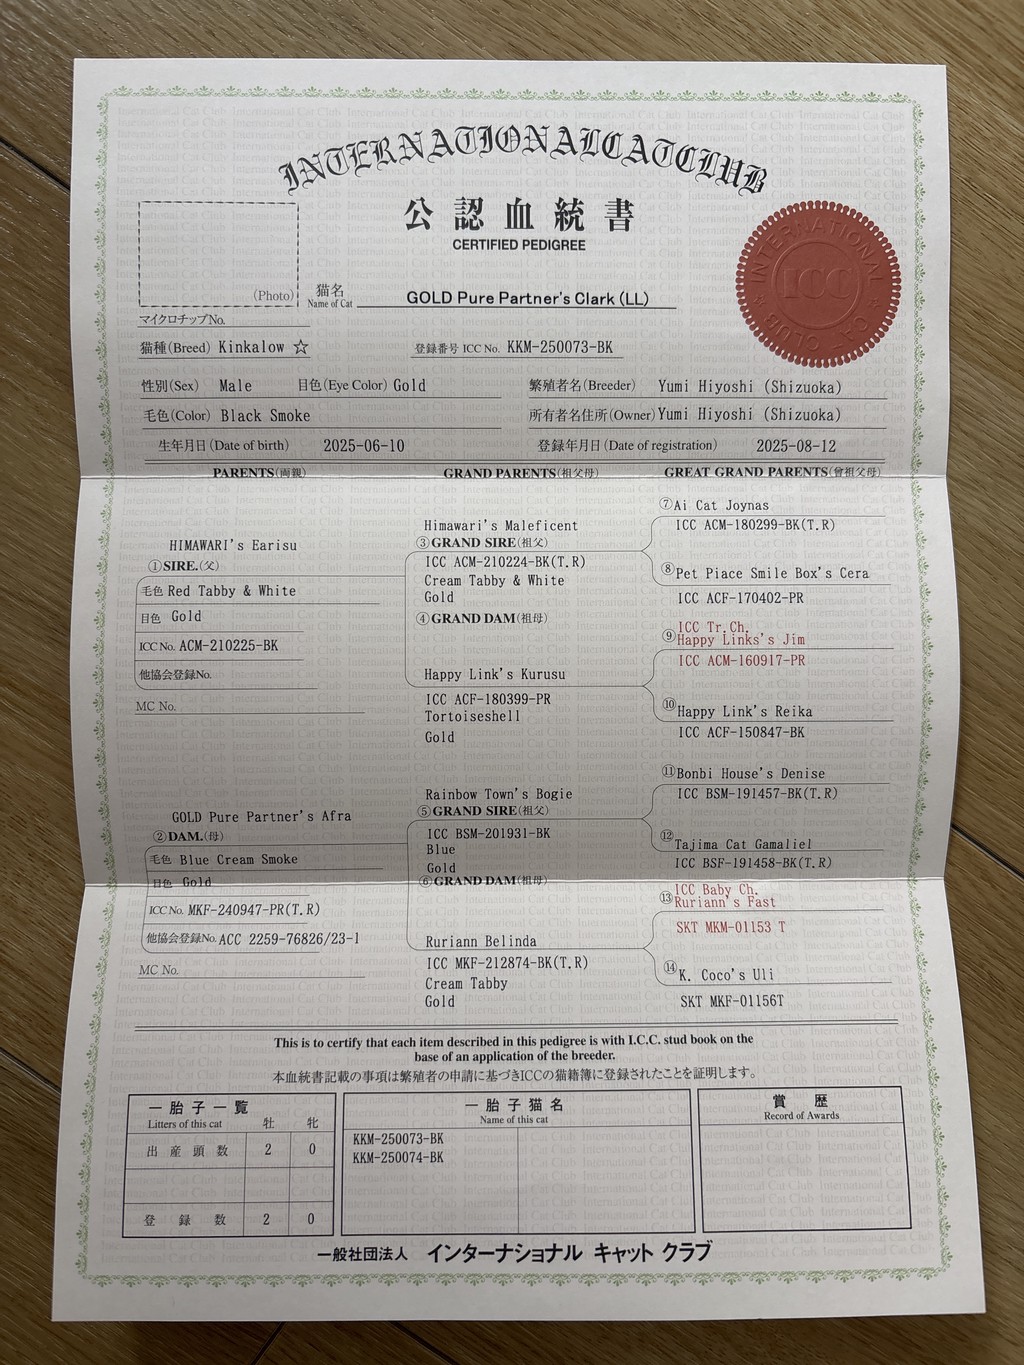 INTERNATIONAL CAT CLUB
公認血統書
CERTIFIED PEDIGREE
(Photo)
猫名
Name of Cat
GOLD Pure Partner's Clark (LL)
INTERNATIONAL CAT CLUB
ICC
マイクロチップNo.
猫種(Breed) Kinkalow ☆
登録番号 ICC No. KKM-250073-BK
性別(Sex) Male 目色(Eye Color) Gold
繁殖者名(Breeder) Yumi Hiyoshi (Shizuoka)
毛色(Color) Black Smoke
所有者名住所(Owner) Yumi Hiyoshi (Shizuoka)
生年月日(Date of birth) 2025-06-10
登録年月日(Date of registration) 2025-08-12
PARENTS(両親) GRAND PARENTS(祖父母) GREAT GRAND PARENTS(曾祖父母)
HIMAWARI's Earisu
①SIRE.(父)
毛色 Red Tabby & White
目色 Gold
ICC No. ACM-210225-BK
他協会登録No.
MC No.
GOLD Pure Partner's Afra
②DAM.(母)
毛色 Blue Cream Smoke
目色 Gold
ICC No. MKF-240947-PR(T.R)
他協会登録No. ACC 2259-76826/23-1
MC No.
Himawari's Maleficent
③GRAND SIRE(祖父)
ICC ACM-210224-BK(T.R)
Cream Tabby & White
Gold
④GRAND DAM(祖母)
Happy Link's Kurusu
ICC ACF-180399-PR
Tortoiseshell
Gold
Rainbow Town's Bogie
⑤GRAND SIRE(祖父)
ICC BSM-201931-BK
Blue
Gold
⑥GRAND DAM(祖母)
Ruriann Belinda
ICC MKF-212874-BK(T.R)
Cream Tabby
Gold
⑦Ai Cat Joynas
ICC ACM-180299-BK(T.R)
⑧Pet Piace Smile Box's Cera
ICC ACF-170402-PR
ICC Tr.Ch.
⑨Happy Links's Jim
ICC ACM-160917-PR
⑩Happy Link's Reika
ICC ACF-150847-BK
⑪Bonbi House's Denise
ICC BSM-191457-BK(T.R)
⑫Tajima Cat Gamaliel
ICC BSF-191458-BK(T.R)
ICC Baby Ch.
⑬Ruriann's Fast
SKT MKM-01153 T
⑭K. Coco's Uli
SKT MKF-01156T
This is to certify that each item described in this pedigree is with I.C.C. stud book on the
base of an application of the breeder.
本血統書記載の事項は繁殖者の申請に基づきICCの猫籍簿に登録されたことを証明します。
一胎子一覧
Litters of this cat
牡 牝
出産頭数 2 0
登録数 2 0
一胎子猫名
Name of this cat
KKM-250073-BK
KKM-250074-BK
賞歴
Record of Awards
一般社団法人 インターナショナル キャット クラブ